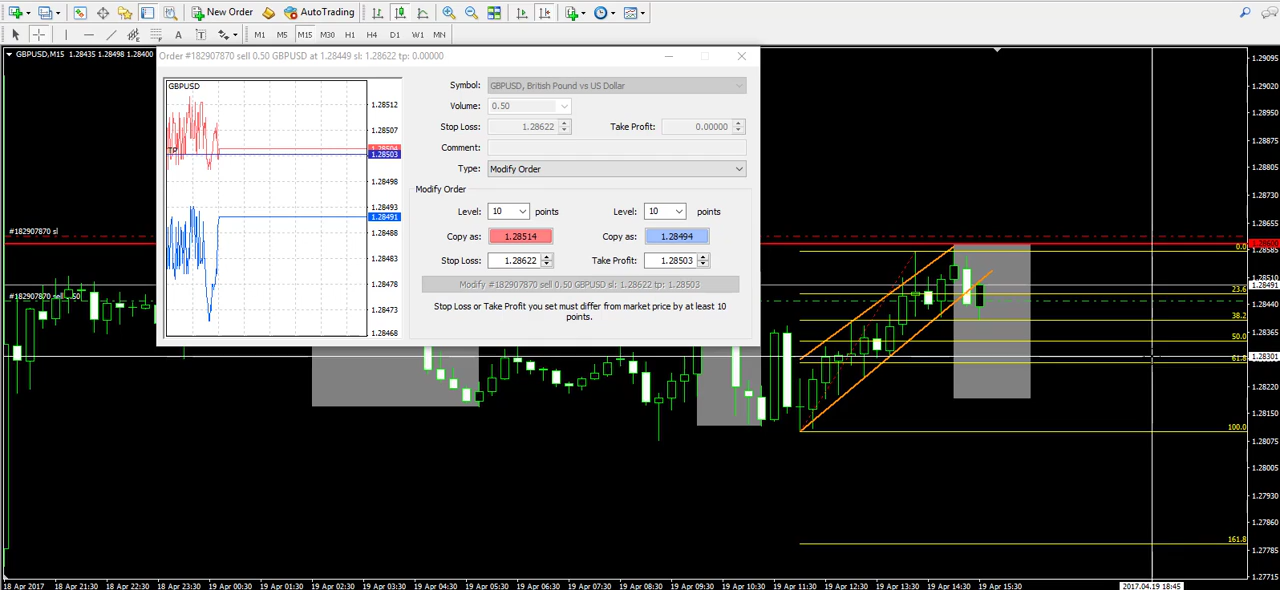 New Order AutoTrading
A T M1 M5 M15 M30 H1 H4 D1 W1 MN
GBPUSD,M15 1.28435 1.28498 1.28400
Order #182907870 sell 0.50 GBPUSD at 1.28449 sl: 1.28622 tp: 0.00000
GBPUSD
TP
1.28512
1.28507
1.28503
1.28498
1.28493
1.28491
1.28488
1.28483
1.28478
1.28473
1.28468
Symbol: GBPUSD, British Pound vs US Dollar
Volume: 0.50
Stop Loss: 1.28622 Take Profit: 0.00000
Comment:
Type: Modify Order
Modify Order
Level: 10 points Level: 10 points
Copy as: 1.28514 Copy as: 1.28494
Stop Loss: 1.28622 Take Profit: 1.28503
Modify #182907870 sell 0.50 GBPUSD sl: 1.28622 tp: 1.28503
Stop Loss or Take Profit you set must differ from market price by at least 10
points.
#182907870 sl
#182907870 sell 0.50
0.0
23.6
38.2
50.0
61.8
100.0
161.8
1.29095
1.29020
1.28950
1.28875
1.28805
1.28730
1.28655
1.28600
1.28585
1.28510
1.28491
1.28440
1.28365
1.28301
1.28220
1.28150
1.28075
1.28005
1.27930
1.27860
1.27785
1.27715
18 Apr 2017 18 Apr 21:30 18 Apr 22:30 18 Apr 23:30 19 Apr 00:30 19 Apr 01:30 19 Apr 02:30 19 Apr 03:30 19 Apr 04:30 19 Apr 05:30 19 Apr 06:30 19 Apr 07:30 19 Apr 08:30 19 Apr 09:30 19 Apr 10:30 19 Apr 11:30 19 Apr 12:30 19 Apr 13:30 19 Apr 14:30 19 Apr 15:30 2017.04.19 18:45